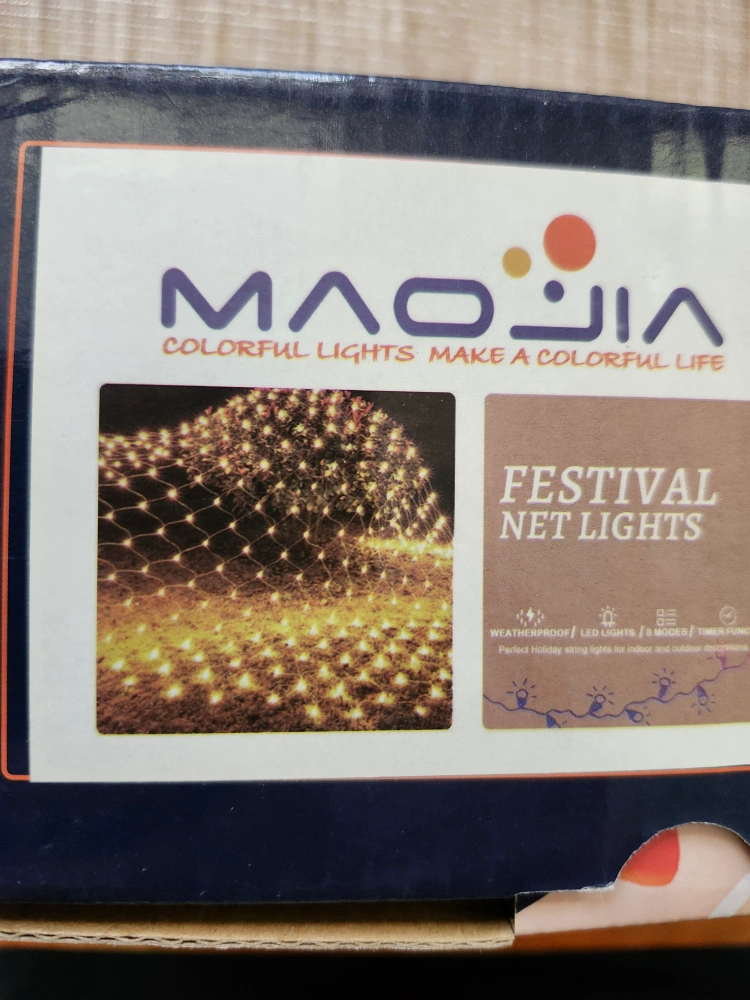 MAOJIA
COLORFUL LIGHTS MAKE A COLORFUL LIFE
FESTIVAL
NET LIGHTS
WEATHERPROOF / LED LIGHTS / 8 MODES / TIMER FUNC
Perfect Holiday string lights for indoor and outdoor decorations